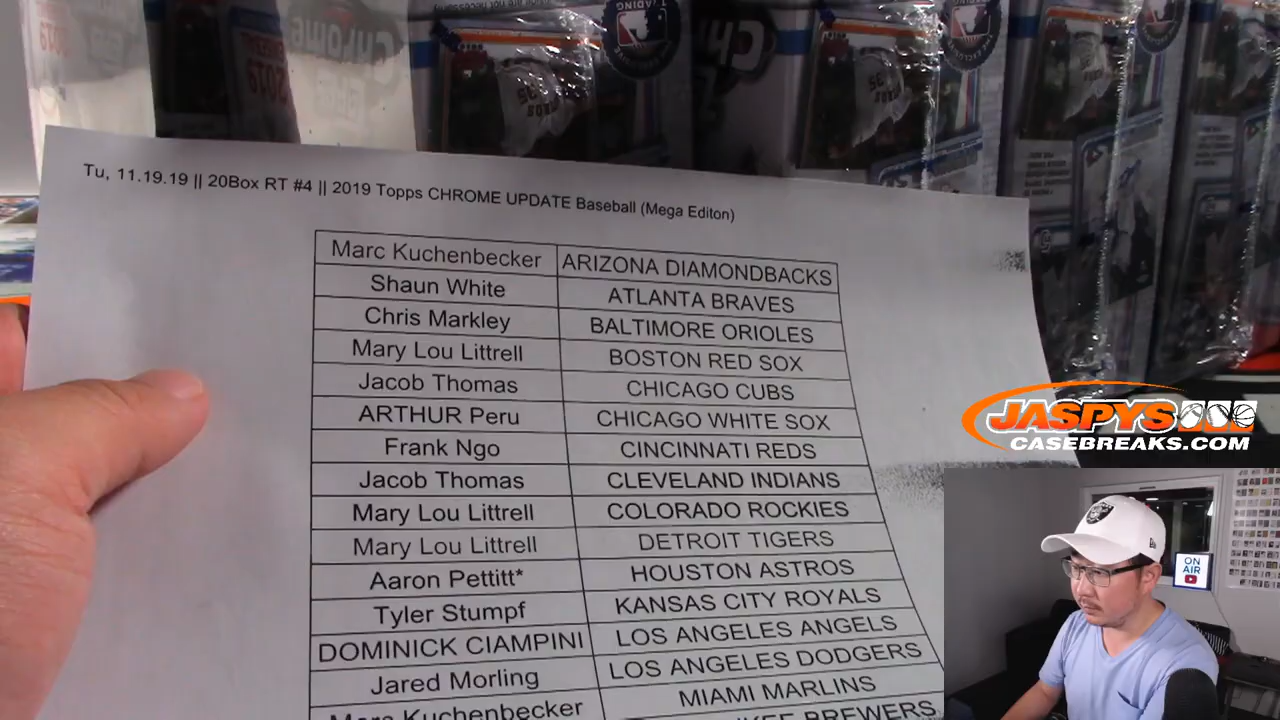 Tu, 11.19.19 || 20Box RT #4 || 2019 Topps CHROME UPDATE Baseball (Mega Editon)
Marc Kuchenbecker ARIZONA DIAMONDBACKS
Shaun White ATLANTA BRAVES
Chris Markley BALTIMORE ORIOLES
Mary Lou Littrell BOSTON RED SOX
Jacob Thomas CHICAGO CUBS
ARTHUR Peru CHICAGO WHITE SOX
Frank Ngo CINCINNATI REDS
Jacob Thomas CLEVELAND INDIANS
Mary Lou Littrell COLORADO ROCKIES
Mary Lou Littrell DETROIT TIGERS
Aaron Pettitt* HOUSTON ASTROS
Tyler Stumpf KANSAS CITY ROYALS
DOMINICK CIAMPINI LOS ANGELES ANGELS
Jared Morling LOS ANGELES DODGERS
Marc Kuchenbecker MIAMI MARLINS
BREWERS
JASPYS
CASEBREAKS.COM
ON
AIR
Chrome
2019
Chrome